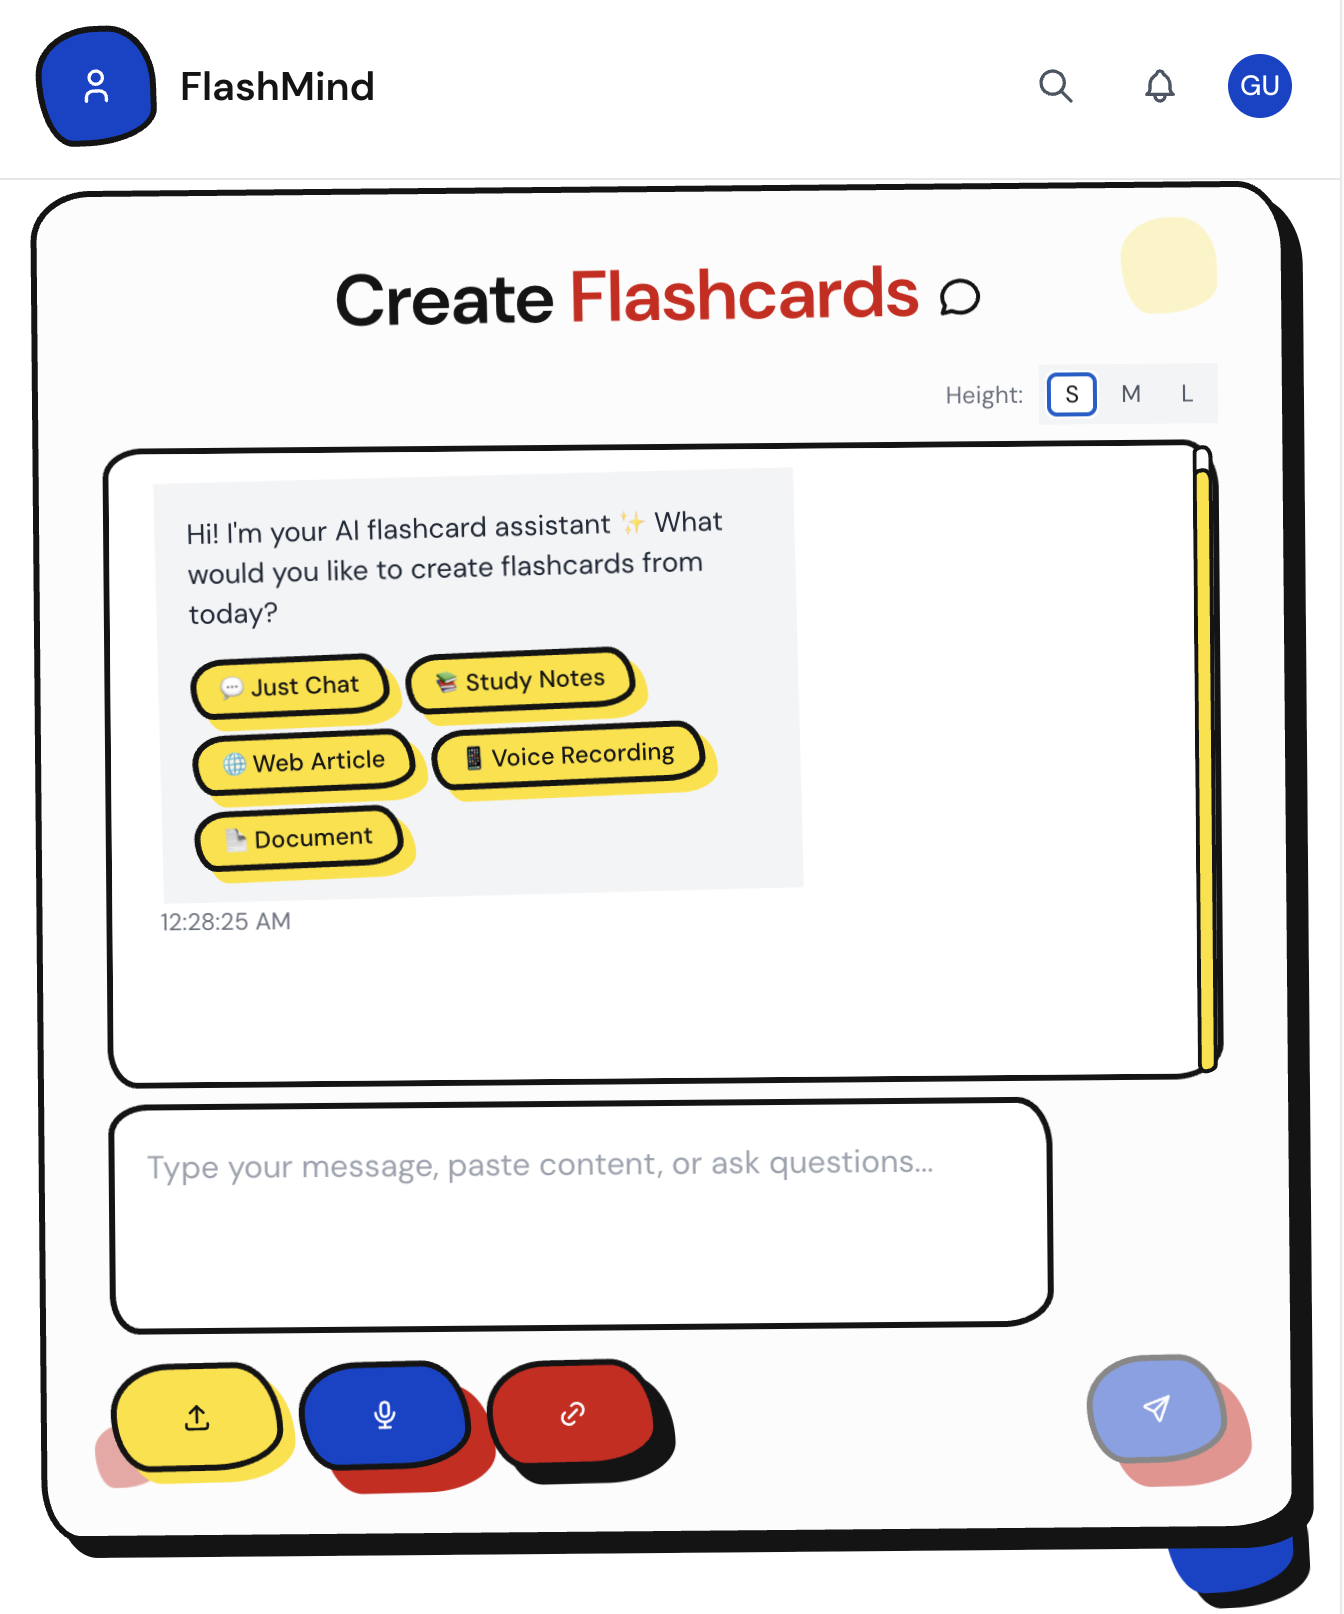 FlashMind
GU
Create Flashcards
Height: S M L
Hi! I'm your AI flashcard assistant ✨ What
would you like to create flashcards from
today?
💬 Just Chat
📚 Study Notes
🌐 Web Article
📱 Voice Recording
📄 Document
12:28:25 AM
Type your message, paste content, or ask questions...